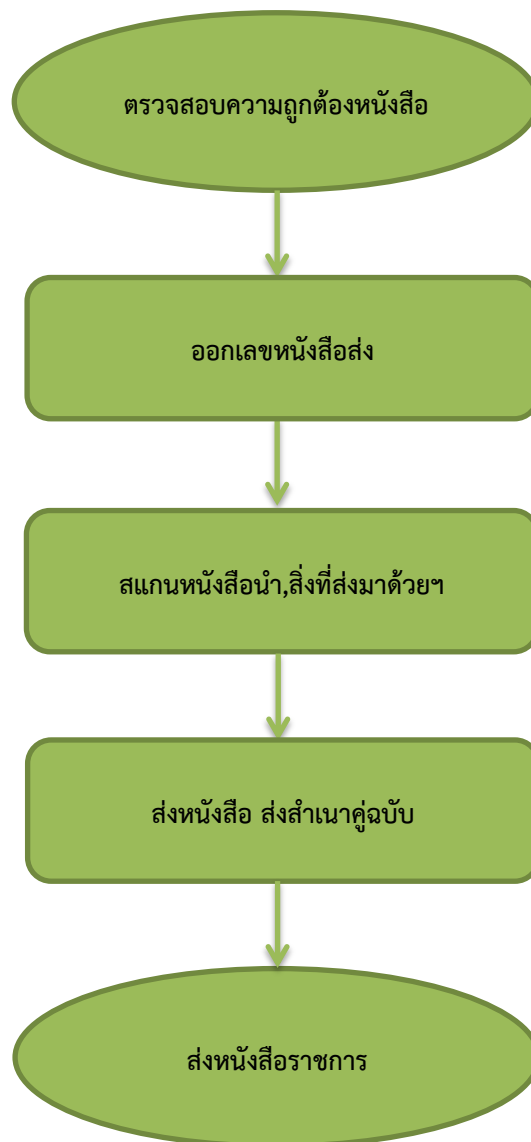 ตรวจสอบความถูกต้องหนังสือ
ออกเลขหนังสือส่ง
สแกนหนังสือนำ,สิ่งที่ส่งมาด้วยฯ
ส่งหนังสือ ส่งสำเนาคู่ฉบับ
ส่งหนังสือราชการ